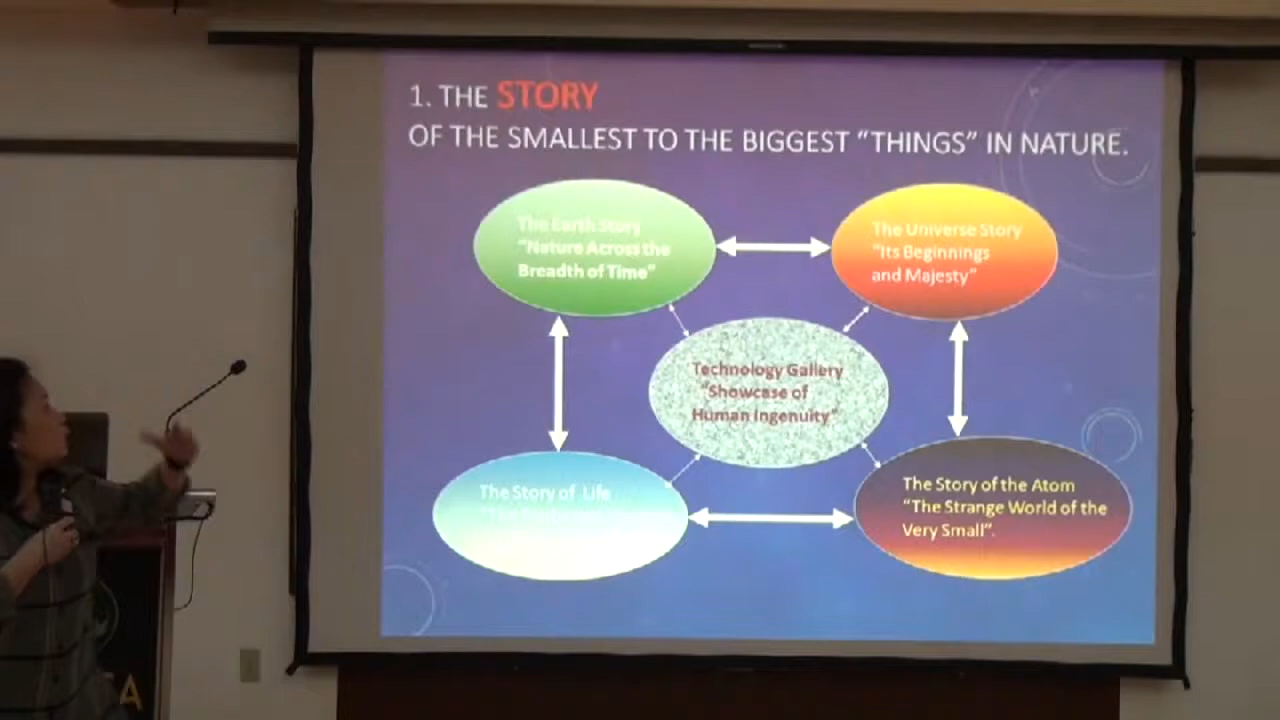 1. THE STORY
OF THE SMALLEST TO THE BIGGEST “THINGS” IN NATURE.
The Earth Story
“Nature Across the
Breadth of Time”
The Universe Story
“Its Beginnings
and Majesty”
Technology Gallery
“Showcase of
Human Ingenuity”
The Story of Life
The Story of the Atom
“The Strange World of the
Very Small”.
A